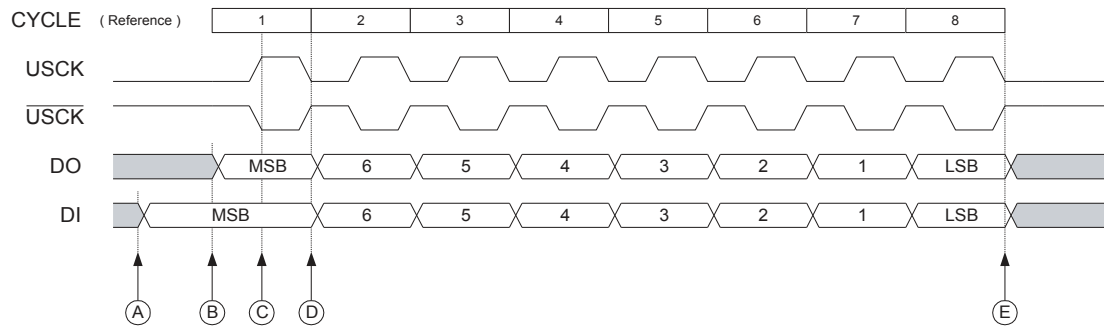 CYCLE ( Reference ) 1 2 3 4 5 6 7 8
USCK
USCK
DO MSB 6 5 4 3 2 1 LSB
DI MSB 6 5 4 3 2 1 LSB
A B C D E